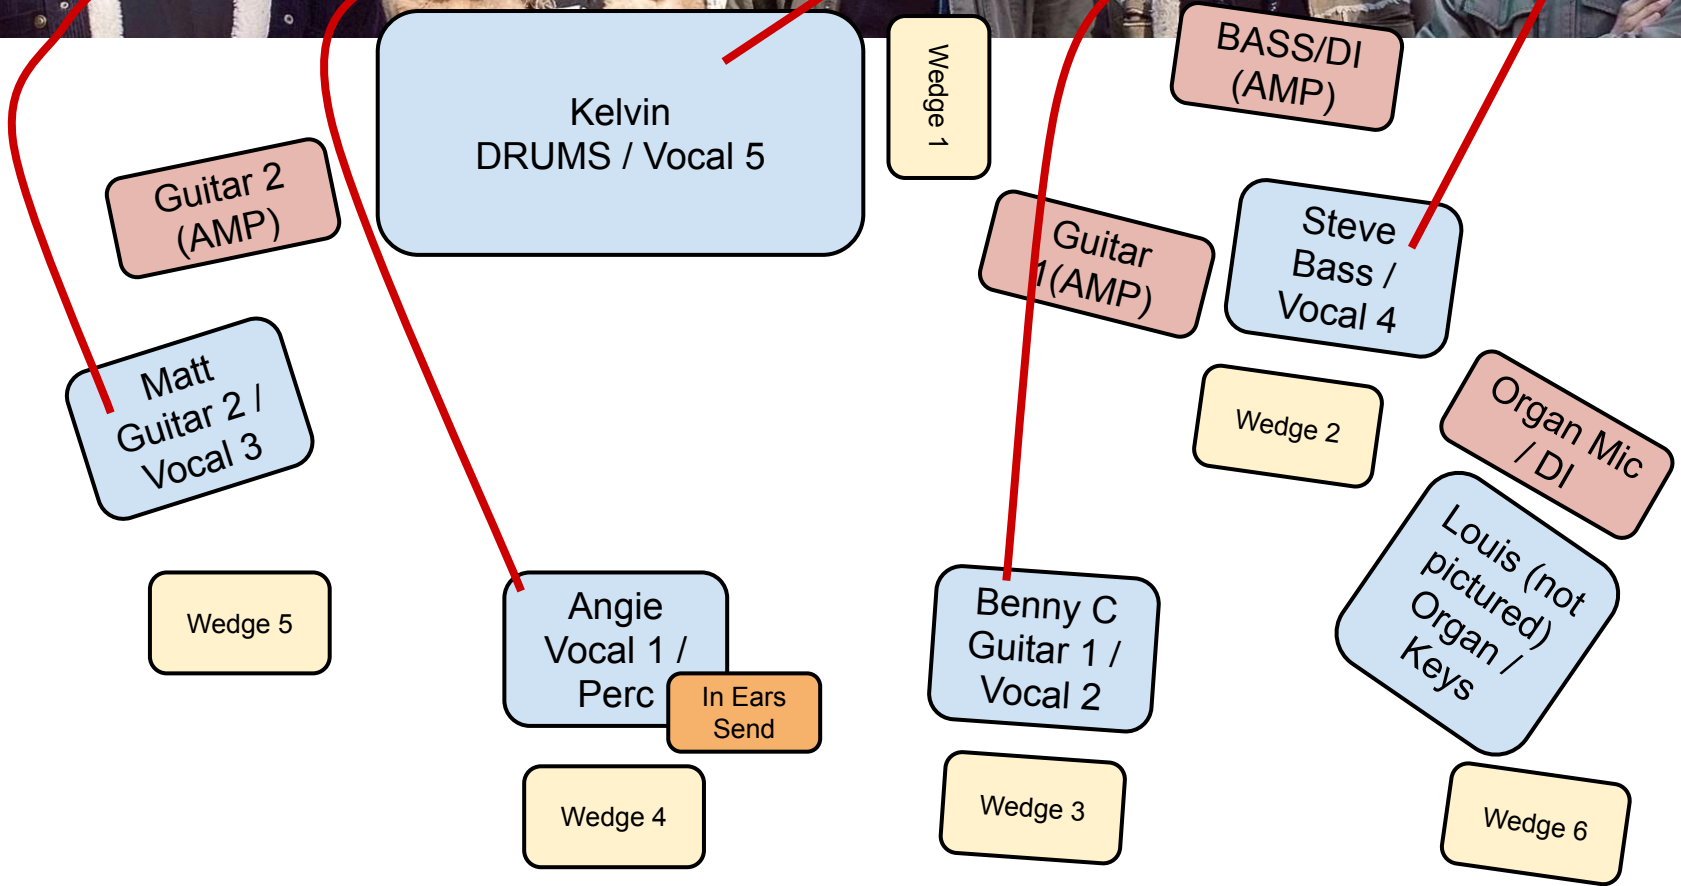 Kelvin
DRUMS / Vocal 5
Wedge 1
BASS/DI
(AMP)
Guitar 2
(AMP)
Guitar
1(AMP)
Steve
Bass /
Vocal 4
Matt
Guitar 2 /
Vocal 3
Wedge 2
Organ Mic
/ DI
Louis (not
pictured)
Organ /
Keys
Wedge 5
Angie
Vocal 1 /
Perc
In Ears
Send
Benny C
Guitar 1 /
Vocal 2
Wedge 4
Wedge 3
Wedge 6